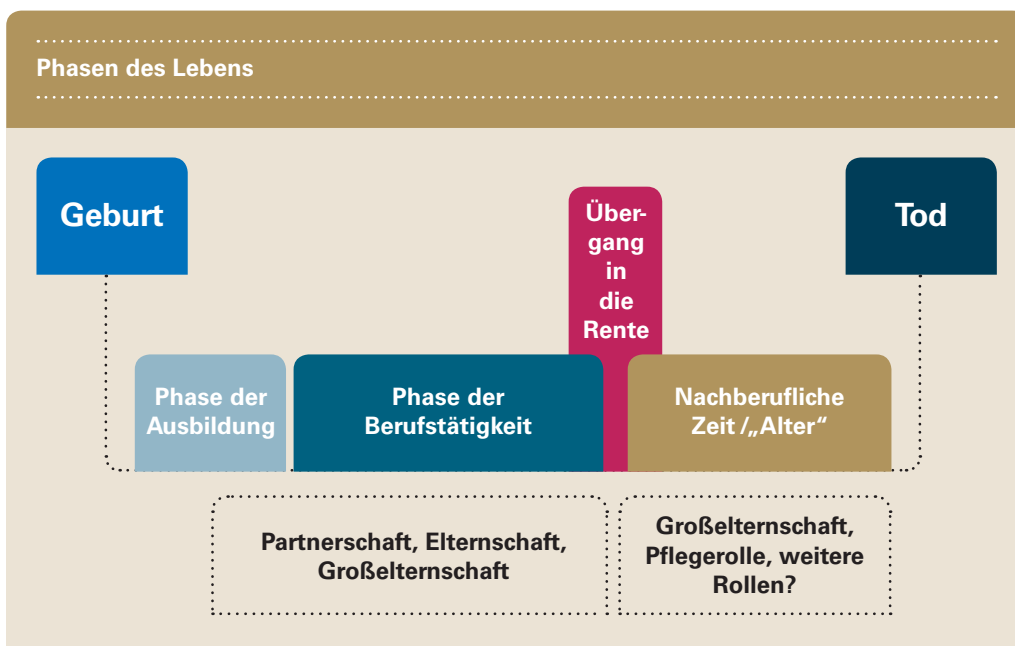 Phasen des Lebens
Geburt
Über-
gang
in
die
Rente
Tod
Phase der
Ausbildung
Phase der
Berufstätigkeit
Nachberufliche
Zeit /„Alter“
Partnerschaft, Elternschaft,
Großelternschaft
Großelternschaft,
Pflegerolle, weitere
Rollen?